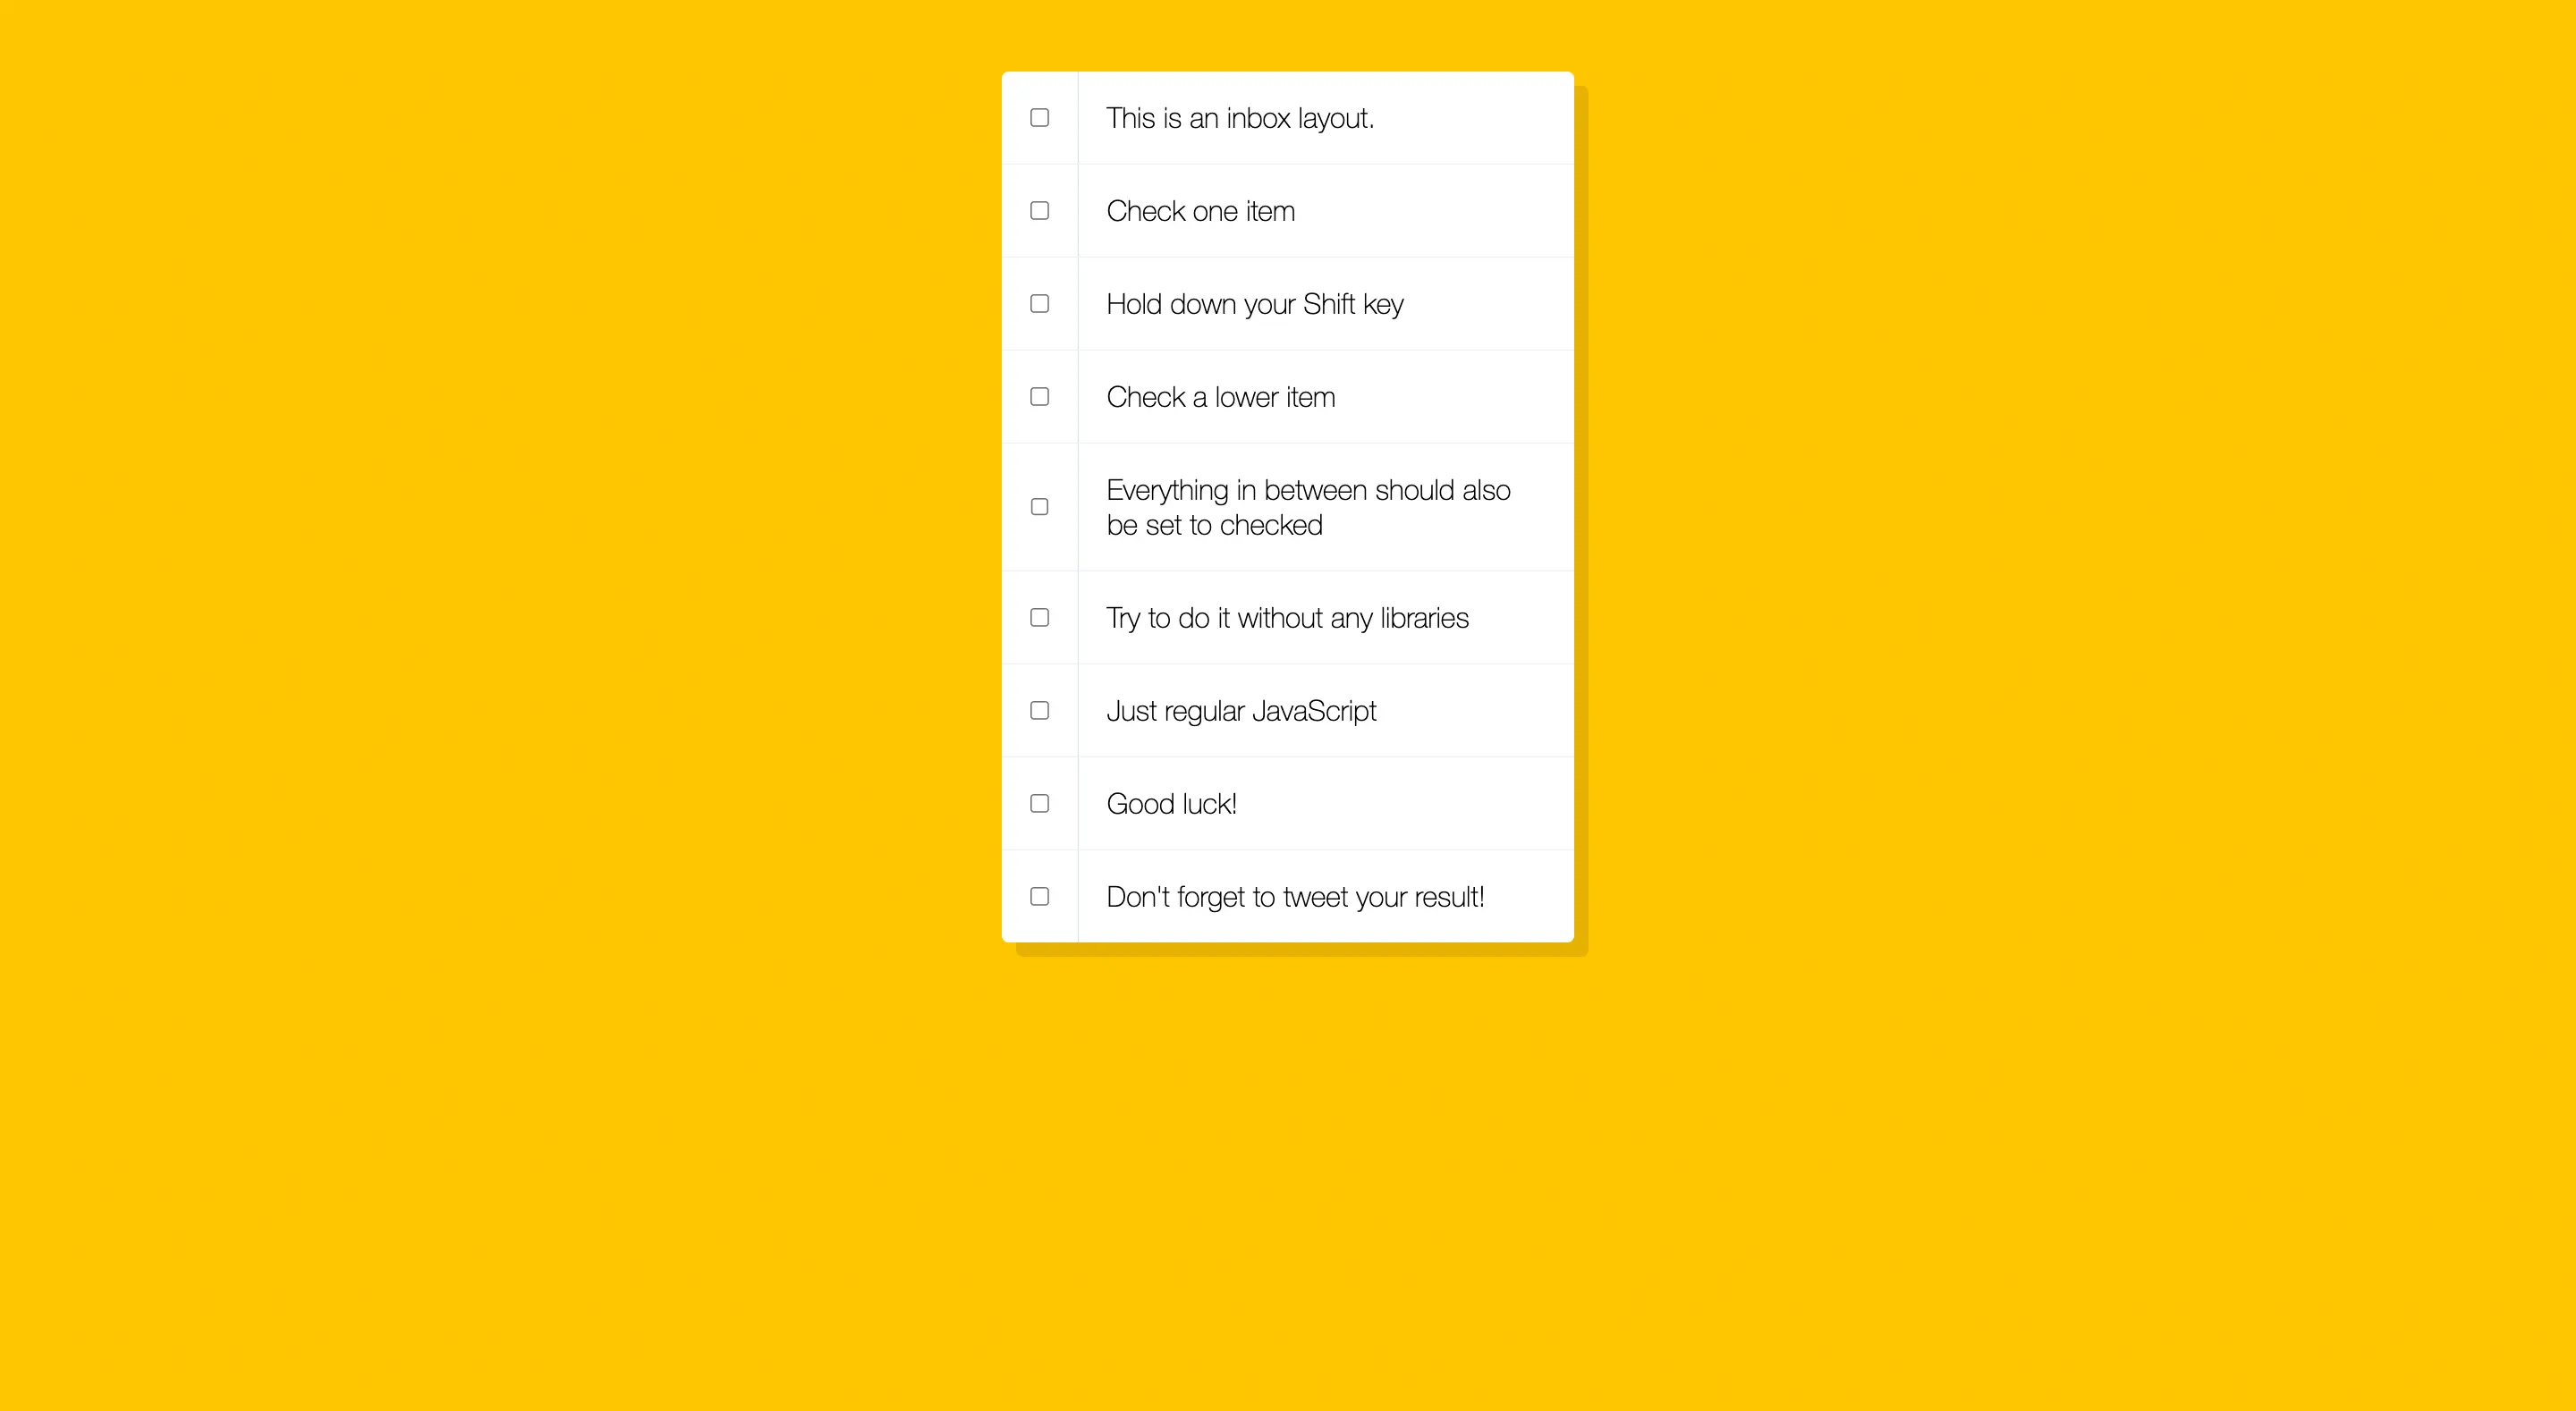 This is an inbox layout.
Check one item
Hold down your Shift key
Check a lower item
Everything in between should also
be set to checked
Try to do it without any libraries
Just regular JavaScript
Good luck!
Don't forget to tweet your result!